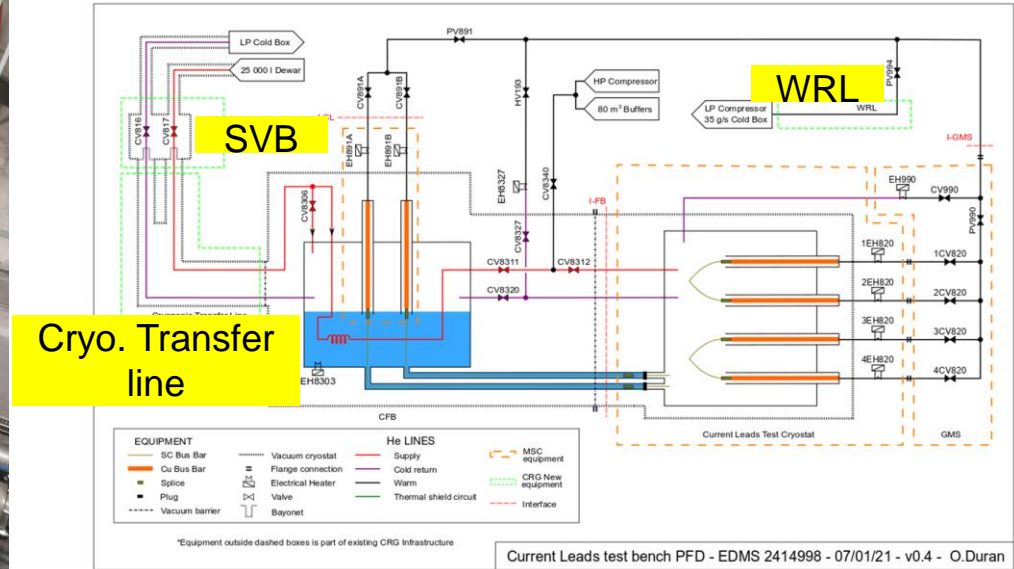 PV891
LP Cold Box
25 000 l Dewar
CV816
CV817
SVB
CV891A
CV891B
EH891A
EH891B
HV193
HP Compressor
80 m³ Buffers
PV994
WRL
LP Compressor
35 g/s Cold Box
WRL
I-GMS
EH990
CV990
PV990
CV8306
EH8327
CV8327
CV8340
I-FB
CV8311
CV8312
CV8320
1EH820
1CV820
2EH820
2CV820
3EH820
3CV820
4EH820
4CV820
Cryo. Transfer
line
EH8303
CFB
Current Leads Test Cryostat
GMS
EQUIPMENT
SC Bus Bar
Cu Bus Bar
Splice
Plug
Vacuum barrier
Vacuum cryostat
Flange connection
Electrical Heater
Valve
Bayonet
He LINES
Supply
Cold return
Warm
Thermal shield circuit
MSC
equipment
CRG New
equipment
Interface
*Equipment outside dashed boxes is part of existing CRG Infrastructure
Current Leads test bench PFD - EDMS 2414998 - 07/01/21 - v0.4 - O.Duran